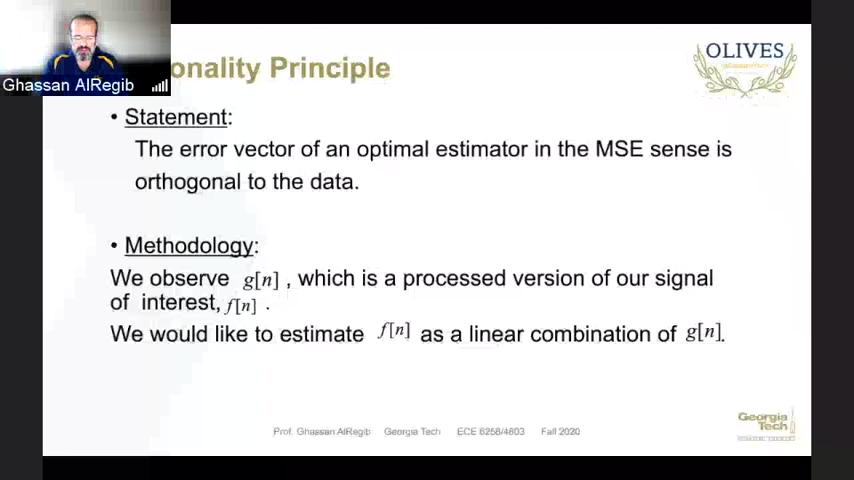 Ghassan AlRegib
onality Principle
OLIVES
• Statement:
The error vector of an optimal estimator in the MSE sense is
orthogonal to the data.
• Methodology:
We observe g[n] , which is a processed version of our signal
of interest, f[n] .
We would like to estimate f[n] as a linear combination of g[n].
Prof. Ghassan AlRegib Georgia Tech ECE 6258/4803 Fall 2020
Georgia
Tech